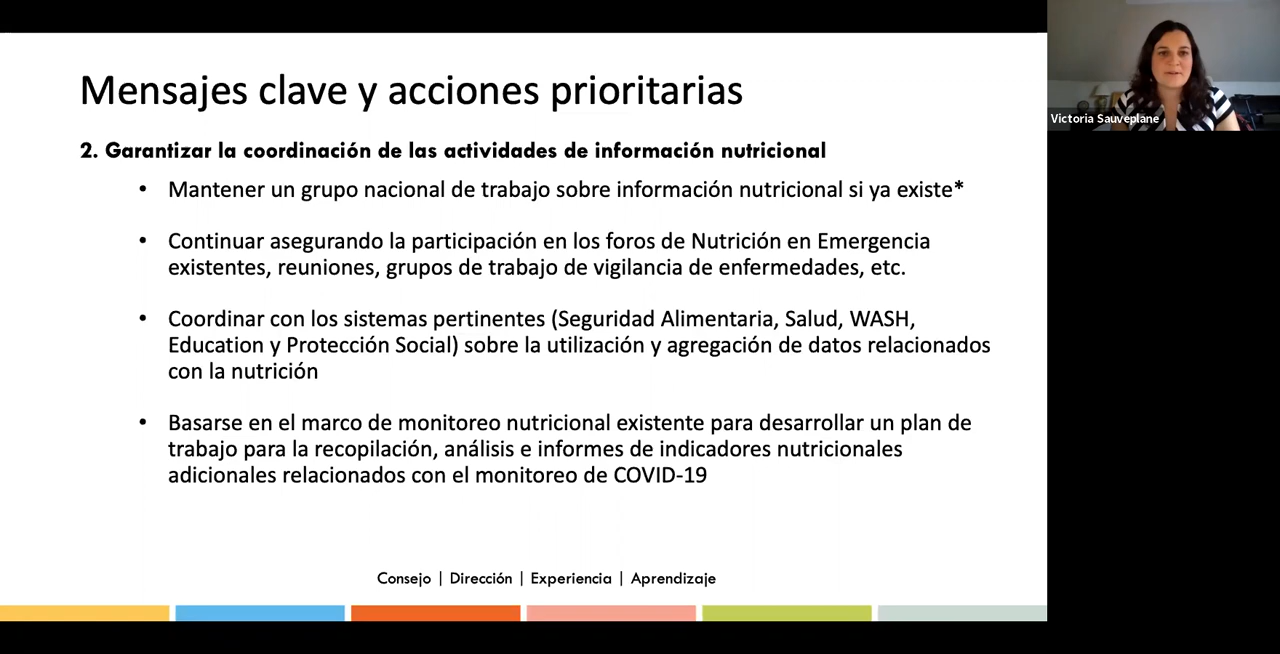 Mensajes clave y acciones prioritarias
Victoria Sauveplane
2. Garantizar la coordinación de las actividades de información nutricional
• Mantener un grupo nacional de trabajo sobre información nutricional si ya existe*
• Continuar asegurando la participación en los foros de Nutrición en Emergencia
existentes, reuniones, grupos de trabajo de vigilancia de enfermedades, etc.
• Coordinar con los sistemas pertinentes (Seguridad Alimentaria, Salud, WASH,
Education y Protección Social) sobre la utilización y agregación de datos relacionados
con la nutrición
• Basarse en el marco de monitoreo nutricional existente para desarrollar un plan de
trabajo para la recopilación, análisis e informes de indicadores nutricionales
adicionales relacionados con el monitoreo de COVID-19
Consejo | Dirección | Experiencia | Aprendizaje